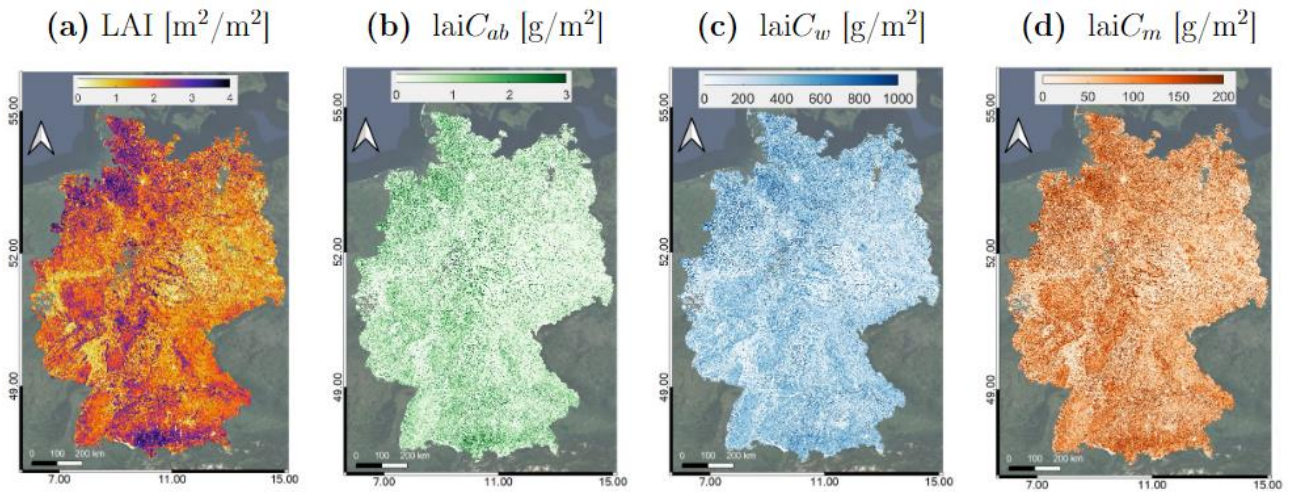 (a) LAI [m²/m²]
(b) laiC_ab [g/m²]
(c) laiC_w [g/m²]
(d) laiC_m [g/m²]
0 1 2 3 4
0 1 2 3
0 200 400 600 800 1000
0 50 100 150 200
55.00
52.00
49.00
0 100 200 km
7.00 11.00 15.00
55.00
52.00
49.00
0 100 200 km
7.00 11.00 15.00
55.00
52.00
49.00
0 100 200 km
7.00 11.00 15.00
55.00
52.00
49.00
0 100 200 km
7.00 11.00 15.00